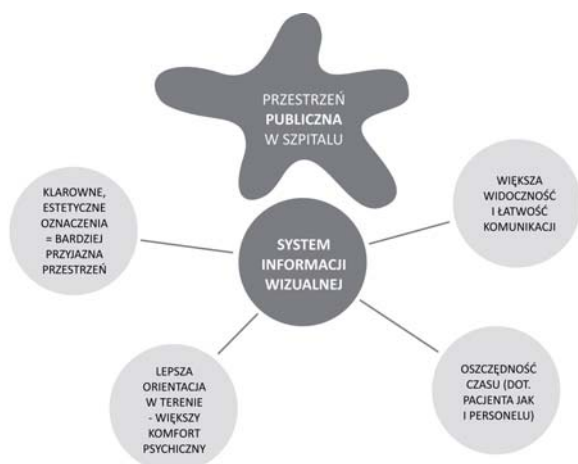 PRZESTRZEŃ
PUBLICZNA
W SZPITALU
KLAROWNE,
ESTETYCZNE
OZNACZENIA
= BARDZIEJ
PRZYJAZNA
PRZESTRZEŃ
WIĘKSZA
WIDOCZNOŚĆ
I ŁATWOŚĆ
KOMUNIKACJI
SYSTEM
INFORMACJI
WIZUALNEJ
LEPSZA
ORIENTACJA
W TERENIE
- WIĘKSZY
KOMFORT
PSYCHICZNY
OSZCZĘDNOŚĆ
CZASU (DOT.
PACJENTA JAK
I PERSONELU)